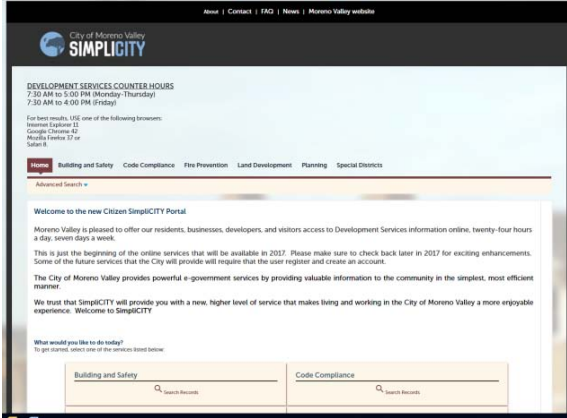 About | Contact | FAQ | News | Moreno Valley website
City of Moreno Valley
SIMPLICITY
DEVELOPMENT SERVICES COUNTER HOURS
7:30 AM to 5:00 PM (Monday-Thursday)
7:30 AM to 4:00 PM (Friday)
For best results, USE one of the following browsers:
Internet Explorer 11
Google Chrome 42
Mozilla Firefox 37 or
Safari 8.
Home Building and Safety Code Compliance Fire Prevention Land Development Planning Special Districts
Advanced Search
Welcome to the new Citizen SimpliCITY Portal
Moreno Valley is pleased to offer our residents, businesses, developers, and visitors access to Development Services information online, twenty-four hours
a day, seven days a week.
This is just the beginning of the online services that will be available in 2017. Please make sure to check back later in 2017 for exciting enhancements.
Some of the future services that the City will provide will require that the user register and create an account.
The City of Moreno Valley provides powerful e-government services by providing valuable information to the community in the simplest, most efficient
manner.
We trust that SimpliCITY will provide you with a new, higher level of service that makes living and working in the City of Moreno Valley a more enjoyable
experience. Welcome to SimpliCITY
What would you like to do today?
To get started, select one of the services listed below:
Building and Safety Code Compliance
Search Records Search Records